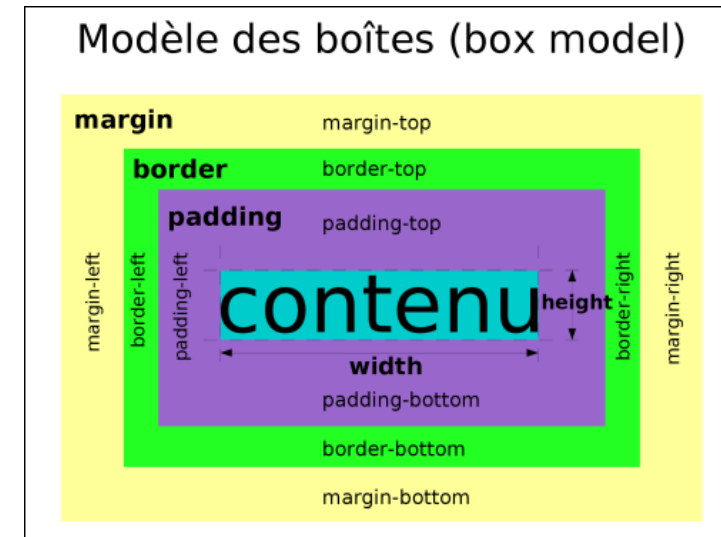 Modèle des boîtes (box model)
margin
margin-top
border
border-top
padding
padding-top
margin-left
border-left
padding-left
contenu
height
border-right
margin-right
width
padding-bottom
border-bottom
margin-bottom